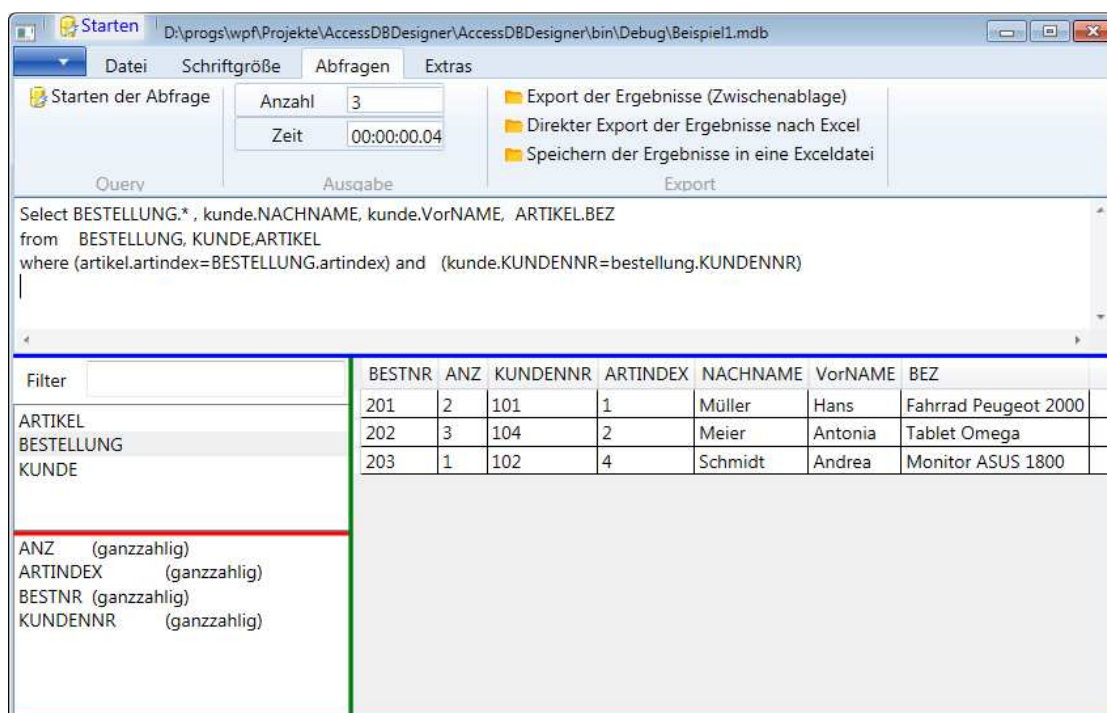 Starten D:\progs\wpf\Projekte\AccessDBDesigner\AccessDBDesigner\bin\Debug\Beispiel1.mdb
Datei Schriftgröße Abfragen Extras
Starten der Abfrage Anzahl 3 Export der Ergebnisse (Zwischenablage)
Zeit 00:00:00.04 Direkter Export der Ergebnisse nach Excel
Speichern der Ergebnisse in eine Exceldatei
Query Ausgabe Export
Select BESTELLUNG.* , kunde.NACHNAME, kunde.VorNAME, ARTIKEL.BEZ
from BESTELLUNG, KUNDE,ARTIKEL
where (artikel.artindex=BESTELLUNG.artindex) and (kunde.KUNDENNR=bestellung.KUNDENNR)
Filter
ARTIKEL
BESTELLUNG
KUNDE
ANZ (ganzzahlig)
ARTINDEX (ganzzahlig)
BESTNR (ganzzahlig)
KUNDENNR (ganzzahlig)
BESTNR ANZ KUNDENNR ARTINDEX NACHNAME VorNAME BEZ
201 2 101 1 Müller Hans Fahrrad Peugeot 2000
202 3 104 2 Meier Antonia Tablet Omega
203 1 102 4 Schmidt Andrea Monitor ASUS 1800